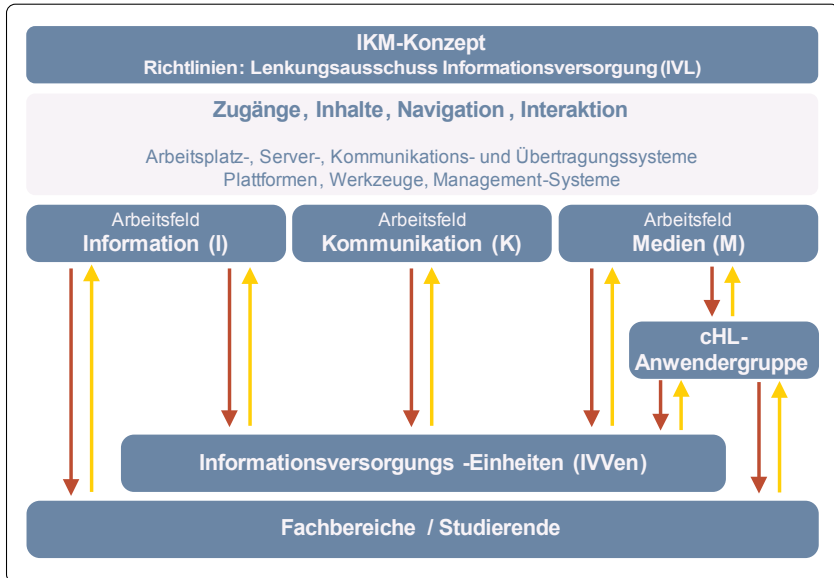 IKM-Konzept
Richtlinien: Lenkungsausschuss Informationsversorgung (IVL)
Zugänge, Inhalte, Navigation, Interaktion
Arbeitsplatz-, Server-, Kommunikations- und Übertragungssysteme
Plattformen, Werkzeuge, Management-Systeme
Arbeitsfeld
Information (I)
Arbeitsfeld
Kommunikation (K)
Arbeitsfeld
Medien (M)
cHL-
Anwendergruppe
Informationsversorgungs -Einheiten (IVVen)
Fachbereiche / Studierende